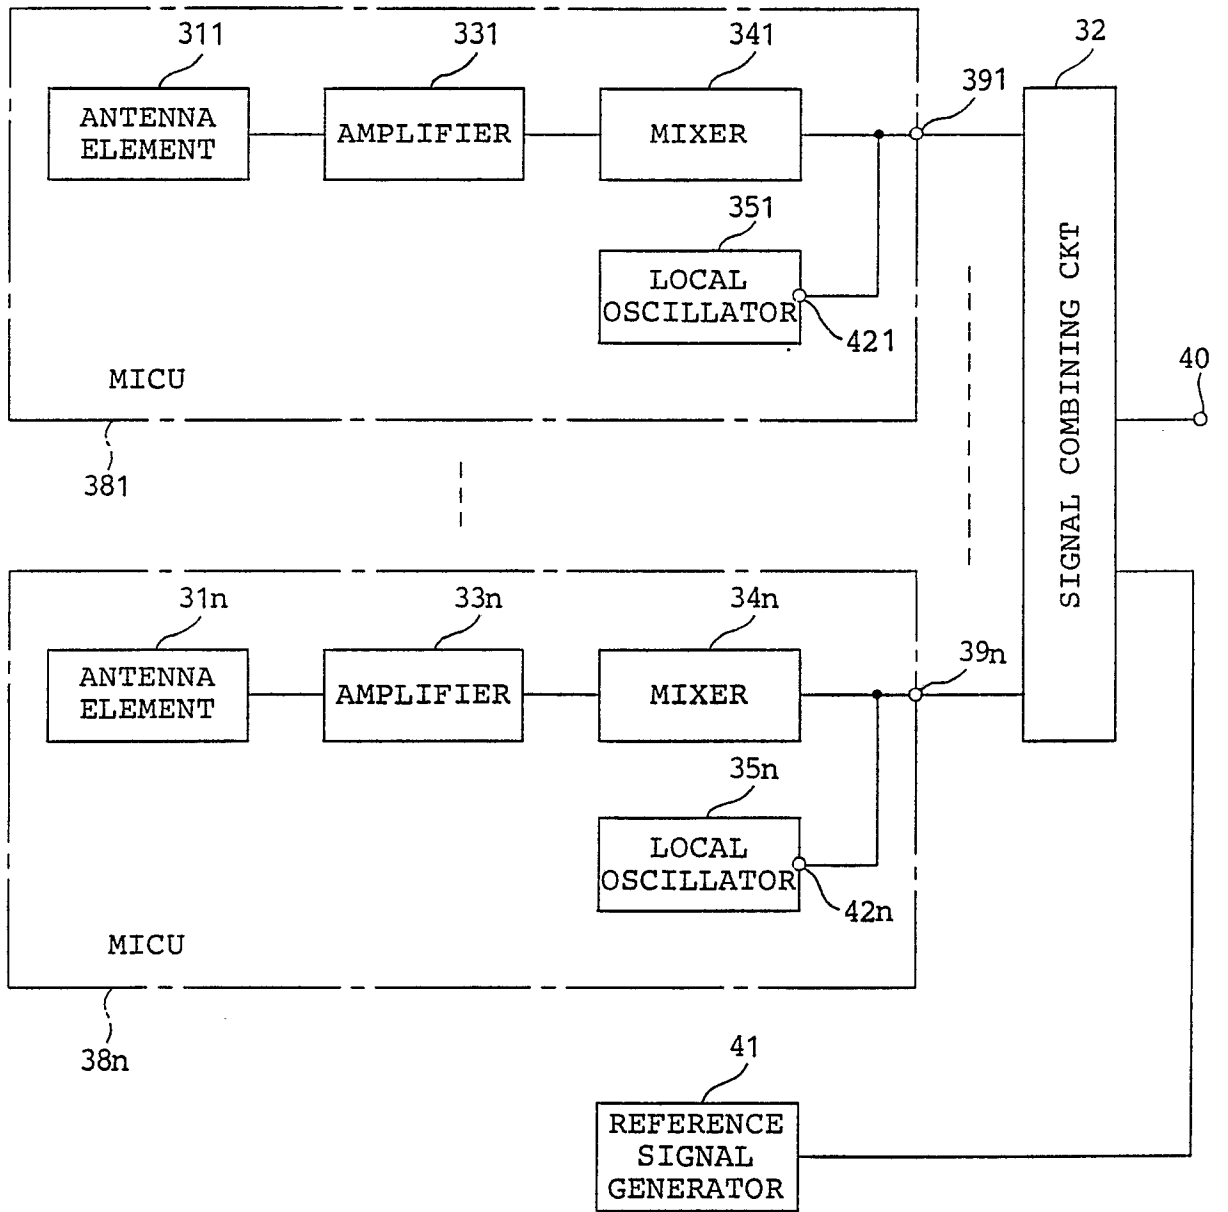 311
331
341
32
391
ANTENNA
ELEMENT
AMPLIFIER
MIXER
351
LOCAL
OSCILLATOR
421
MICU
381
SIGNAL COMBINING CKT
40
31n
33n
34n
39n
ANTENNA
ELEMENT
AMPLIFIER
MIXER
35n
LOCAL
OSCILLATOR
42n
MICU
38n
41
REFERENCE
SIGNAL
GENERATOR